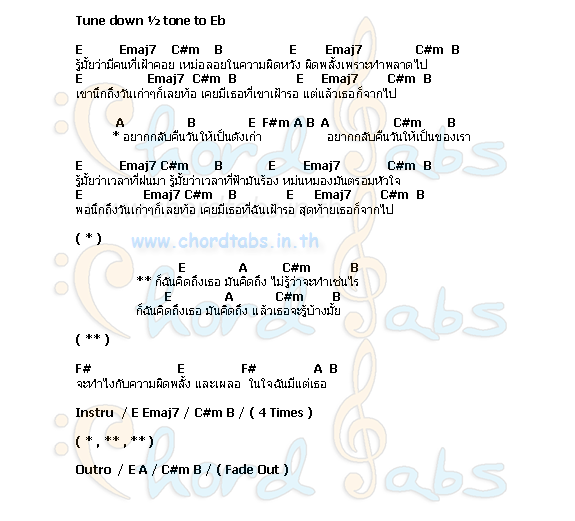 Tune down ½ tone to Eb
E Emaj7 C#m B E Emaj7 C#m B
รู้มั้ยว่ามีคนที่เฝ้าคอย เหม่อลอยในความผิดหวัง ผิดพลั้งเพราะทำพลาดไป
E Emaj7 C#m B E Emaj7 C#m B
เขานึกถึงวันเก่าๆก็เลยท้อ เคยมีเธอที่เขาเฝ้ารอ แต่แล้วเธอก็จากไป
A B E F#m A B A C#m B
* อยากกลับคืนวันให้เป็นดังเก่า อยากกลับคืนวันให้เป็นของเรา
E Emaj7 C#m B E Emaj7 C#m B
รู้มั้ยว่าเวลาที่ฝนมา รู้มั้ยว่าเวลาที่ฟ้ามันร้อง หม่นหมองมันตรอมหัวใจ
E Emaj7 C#m B E Emaj7 C#m B
พอนึกถึงวันเก่าๆก็เลยท้อ เคยมีเธอที่ฉันเฝ้ารอ สุดท้ายเธอก็จากไป
( * )
www.chordtabs.in.th
E A C#m B
** ก็ฉันคิดถึงเธอ มันคิดถึง ไม่รู้ว่าจะทำเช่นไร
E A C#m B
ก็ฉันคิดถึงเธอ มันคิดถึง แล้วเธอจะรู้บ้างมั้ย
( ** )
F# E F# A B
จะทำไงกับความผิดพลั้ง และเผลอ ในใจฉันมีแต่เธอ
Instru / E Emaj7 / C#m B / ( 4 Times )
( * , ** , ** )
Outro / E A / C#m B / ( Fade Out )